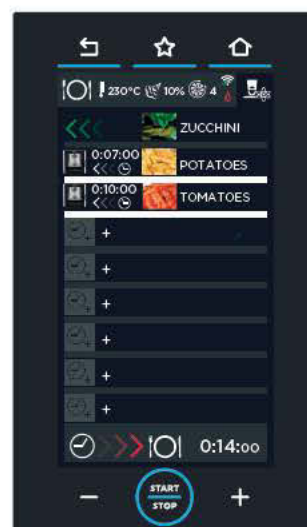 230°C 10% 4
ZUCCHINI
0:07:00 POTATOES
0:10:00 TOMATOES
+
+
+
+
+
+
0:14:00
− START STOP +